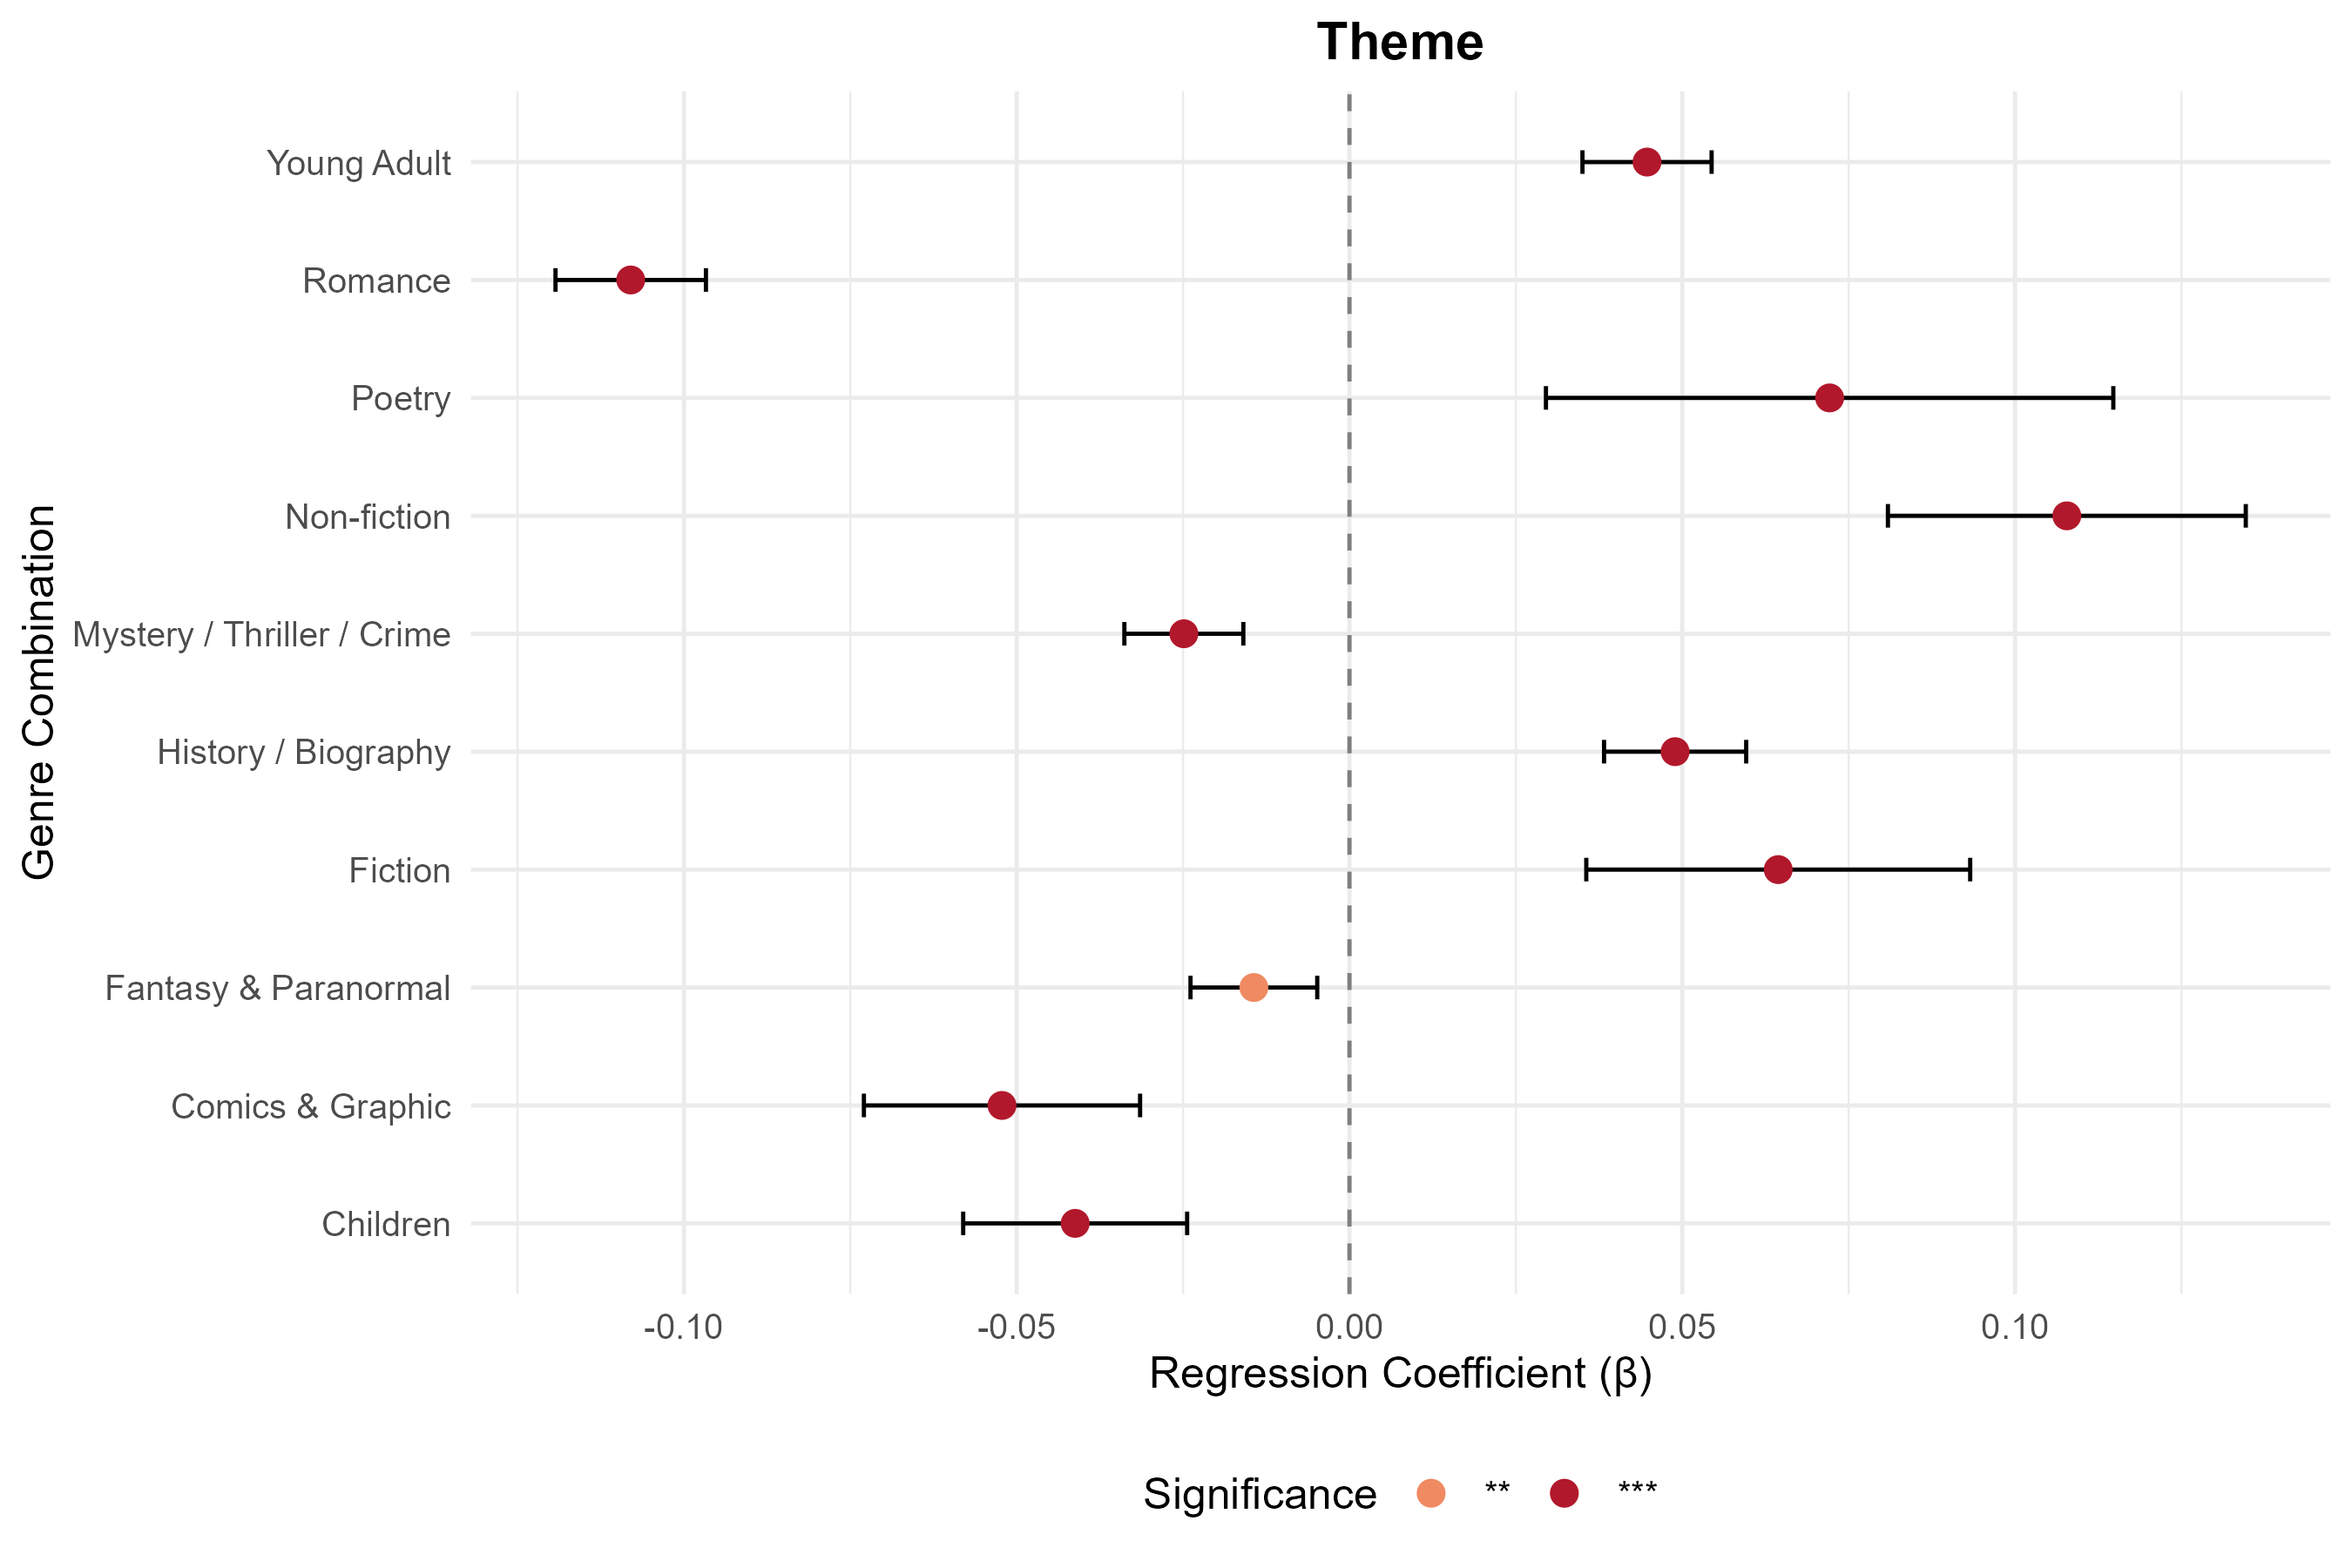 Theme
Genre Combination
Young Adult
Romance
Poetry
Non-fiction
Mystery / Thriller / Crime
History / Biography
Fiction
Fantasy & Paranormal
Comics & Graphic
Children
-0.10 -0.05 0.00 0.05 0.10
Regression Coefficient (β)
Significance ** ***